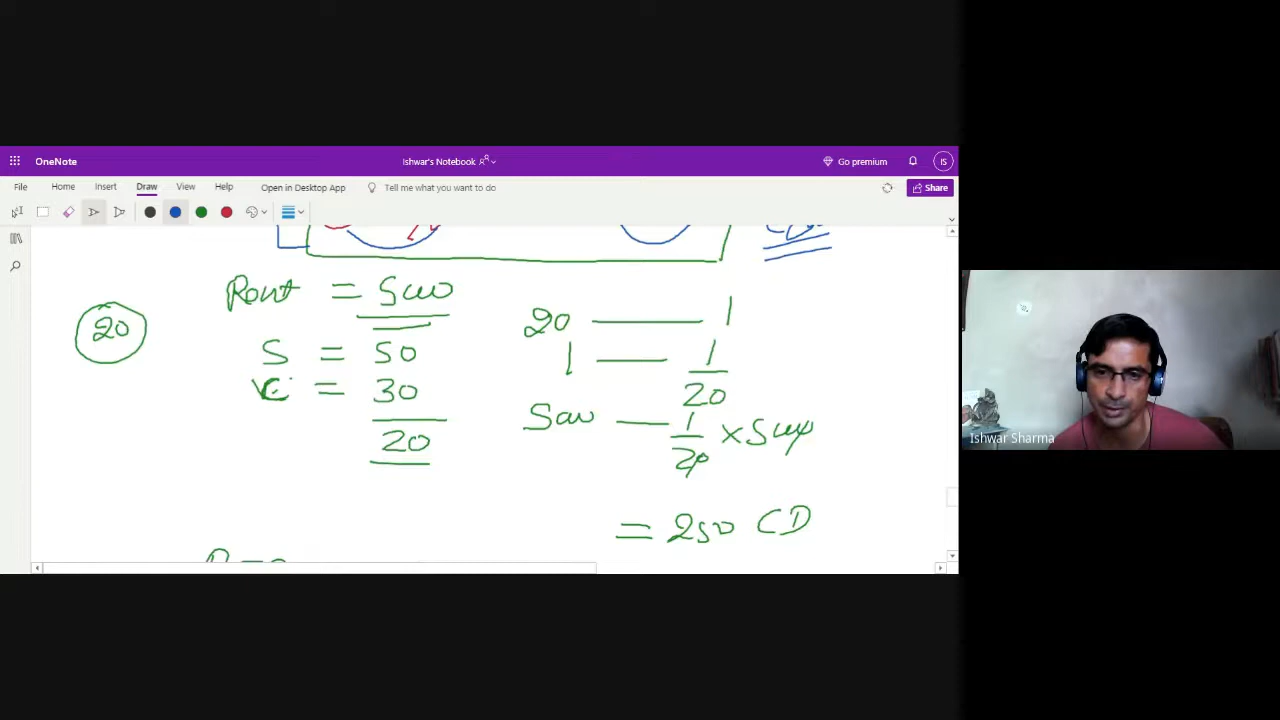 OneNote
Ishwar's Notebook
Go premium
IS
File Home Insert Draw View Help Open in Desktop App Tell me what you want to do
Share
20
Rent = 5000
S = 50
VC = 30
20
20 — 1
1 — 1/20
5000 — 1/20 × 5000
= 250 CD
Ishwar Sharma